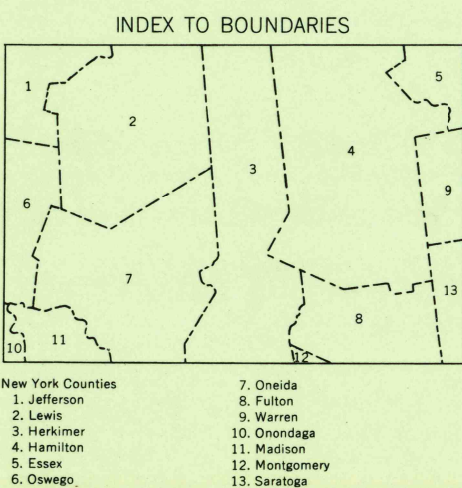 INDEX TO BOUNDARIES
1
5
2
4
3
9
6
7
13
8
11
10
12
New York Counties
1. Jefferson
2. Lewis
3. Herkimer
4. Hamilton
5. Essex
6. Oswego
7. Oneida
8. Fulton
9. Warren
10. Onondaga
11. Madison
12. Montgomery
13. Saratoga